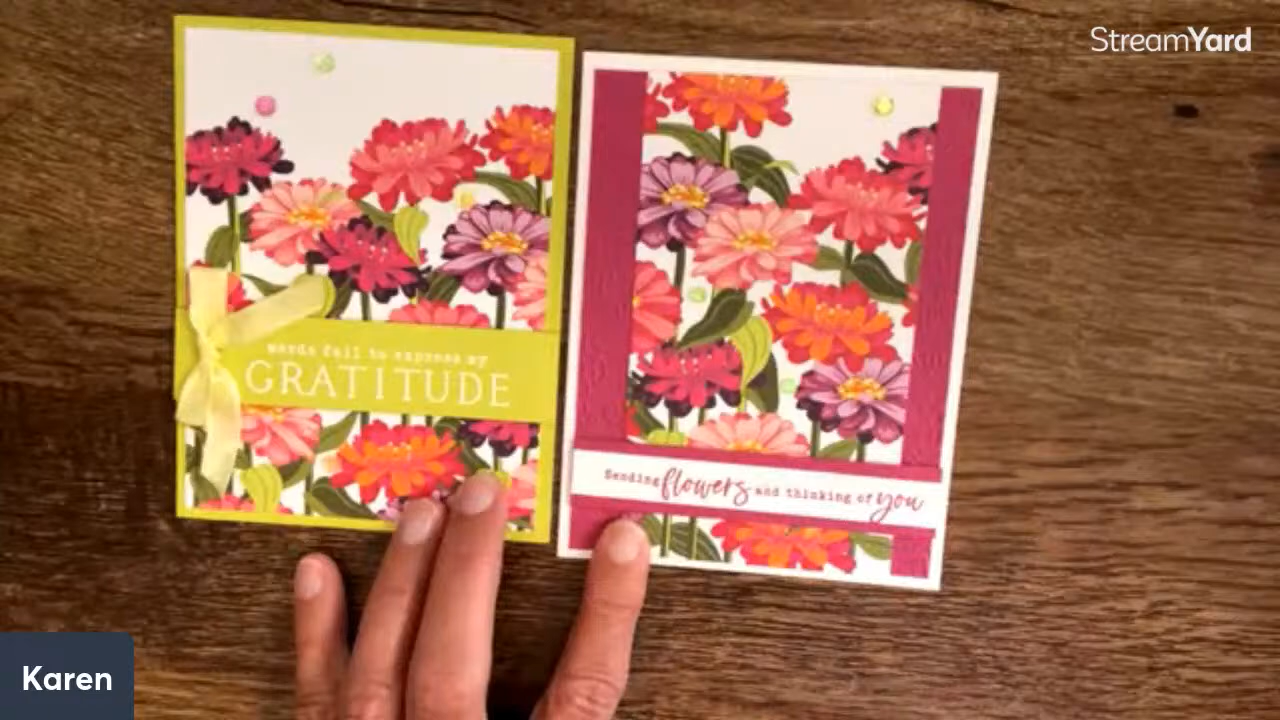 StreamYard
words fail to express my
GRATITUDE
Sending flowers and thinking of you
Karen